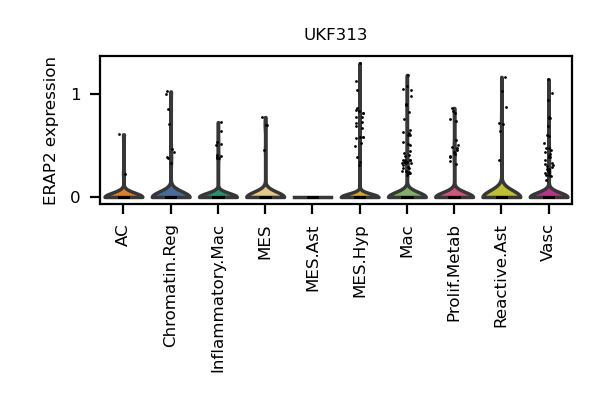 UKF313
ERAP2 expression
1
0
AC
Chromatin.Reg
Inflammatory.Mac
MES
MES.Ast
MES.Hyp
Mac
Prolif.Metab
Reactive.Ast
Vasc